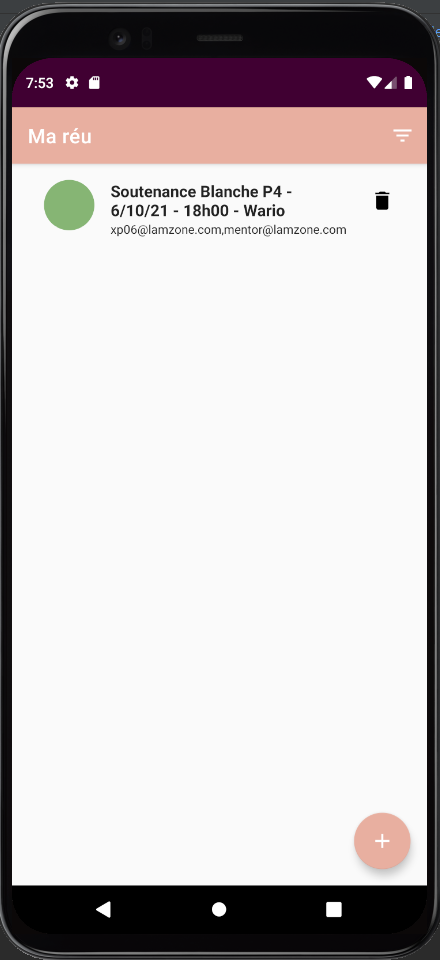 7:53
Ma réu
Soutenance Blanche P4 -
6/10/21 - 18h00 - Wario
xp06@lamzone.com,mentor@lamzone.com